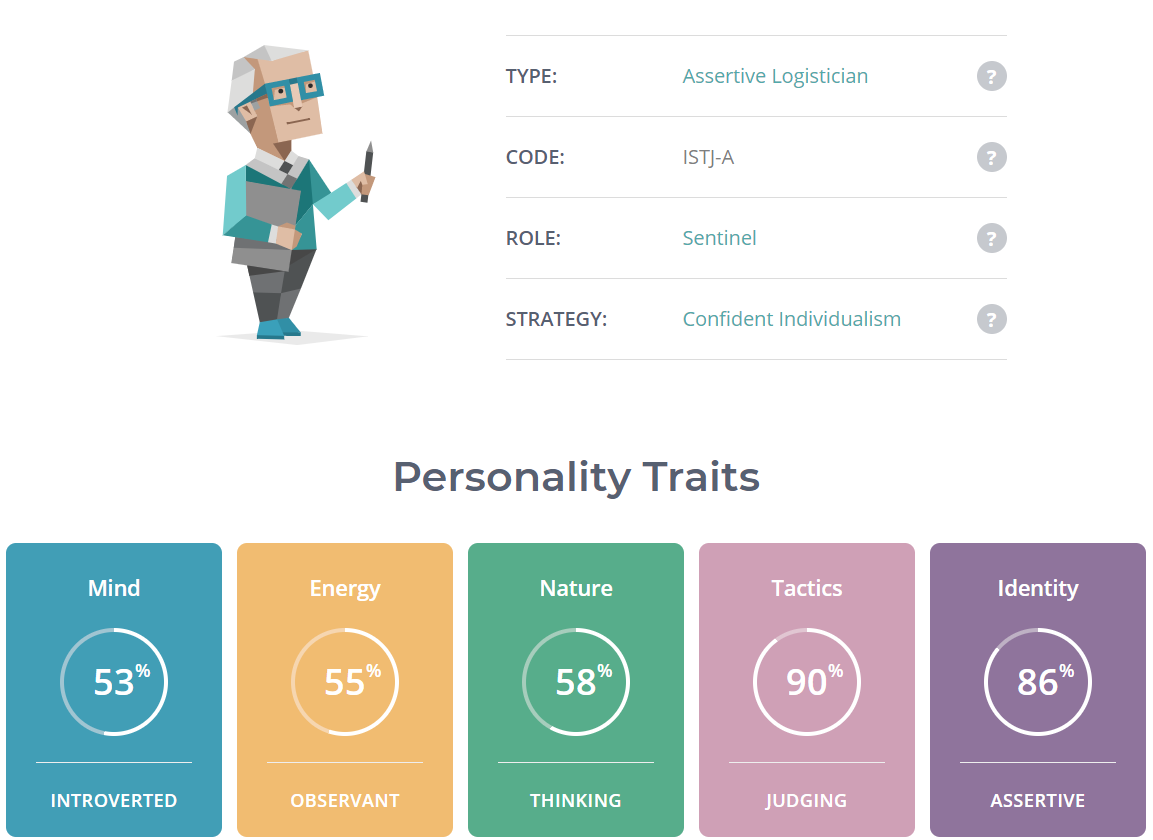 TYPE: Assertive Logistician ?
CODE: ISTJ-A ?
ROLE: Sentinel ?
STRATEGY: Confident Individualism ?
Personality Traits
Mind
53%
INTROVERTED
Energy
55%
OBSERVANT
Nature
58%
THINKING
Tactics
90%
JUDGING
Identity
86%
ASSERTIVE